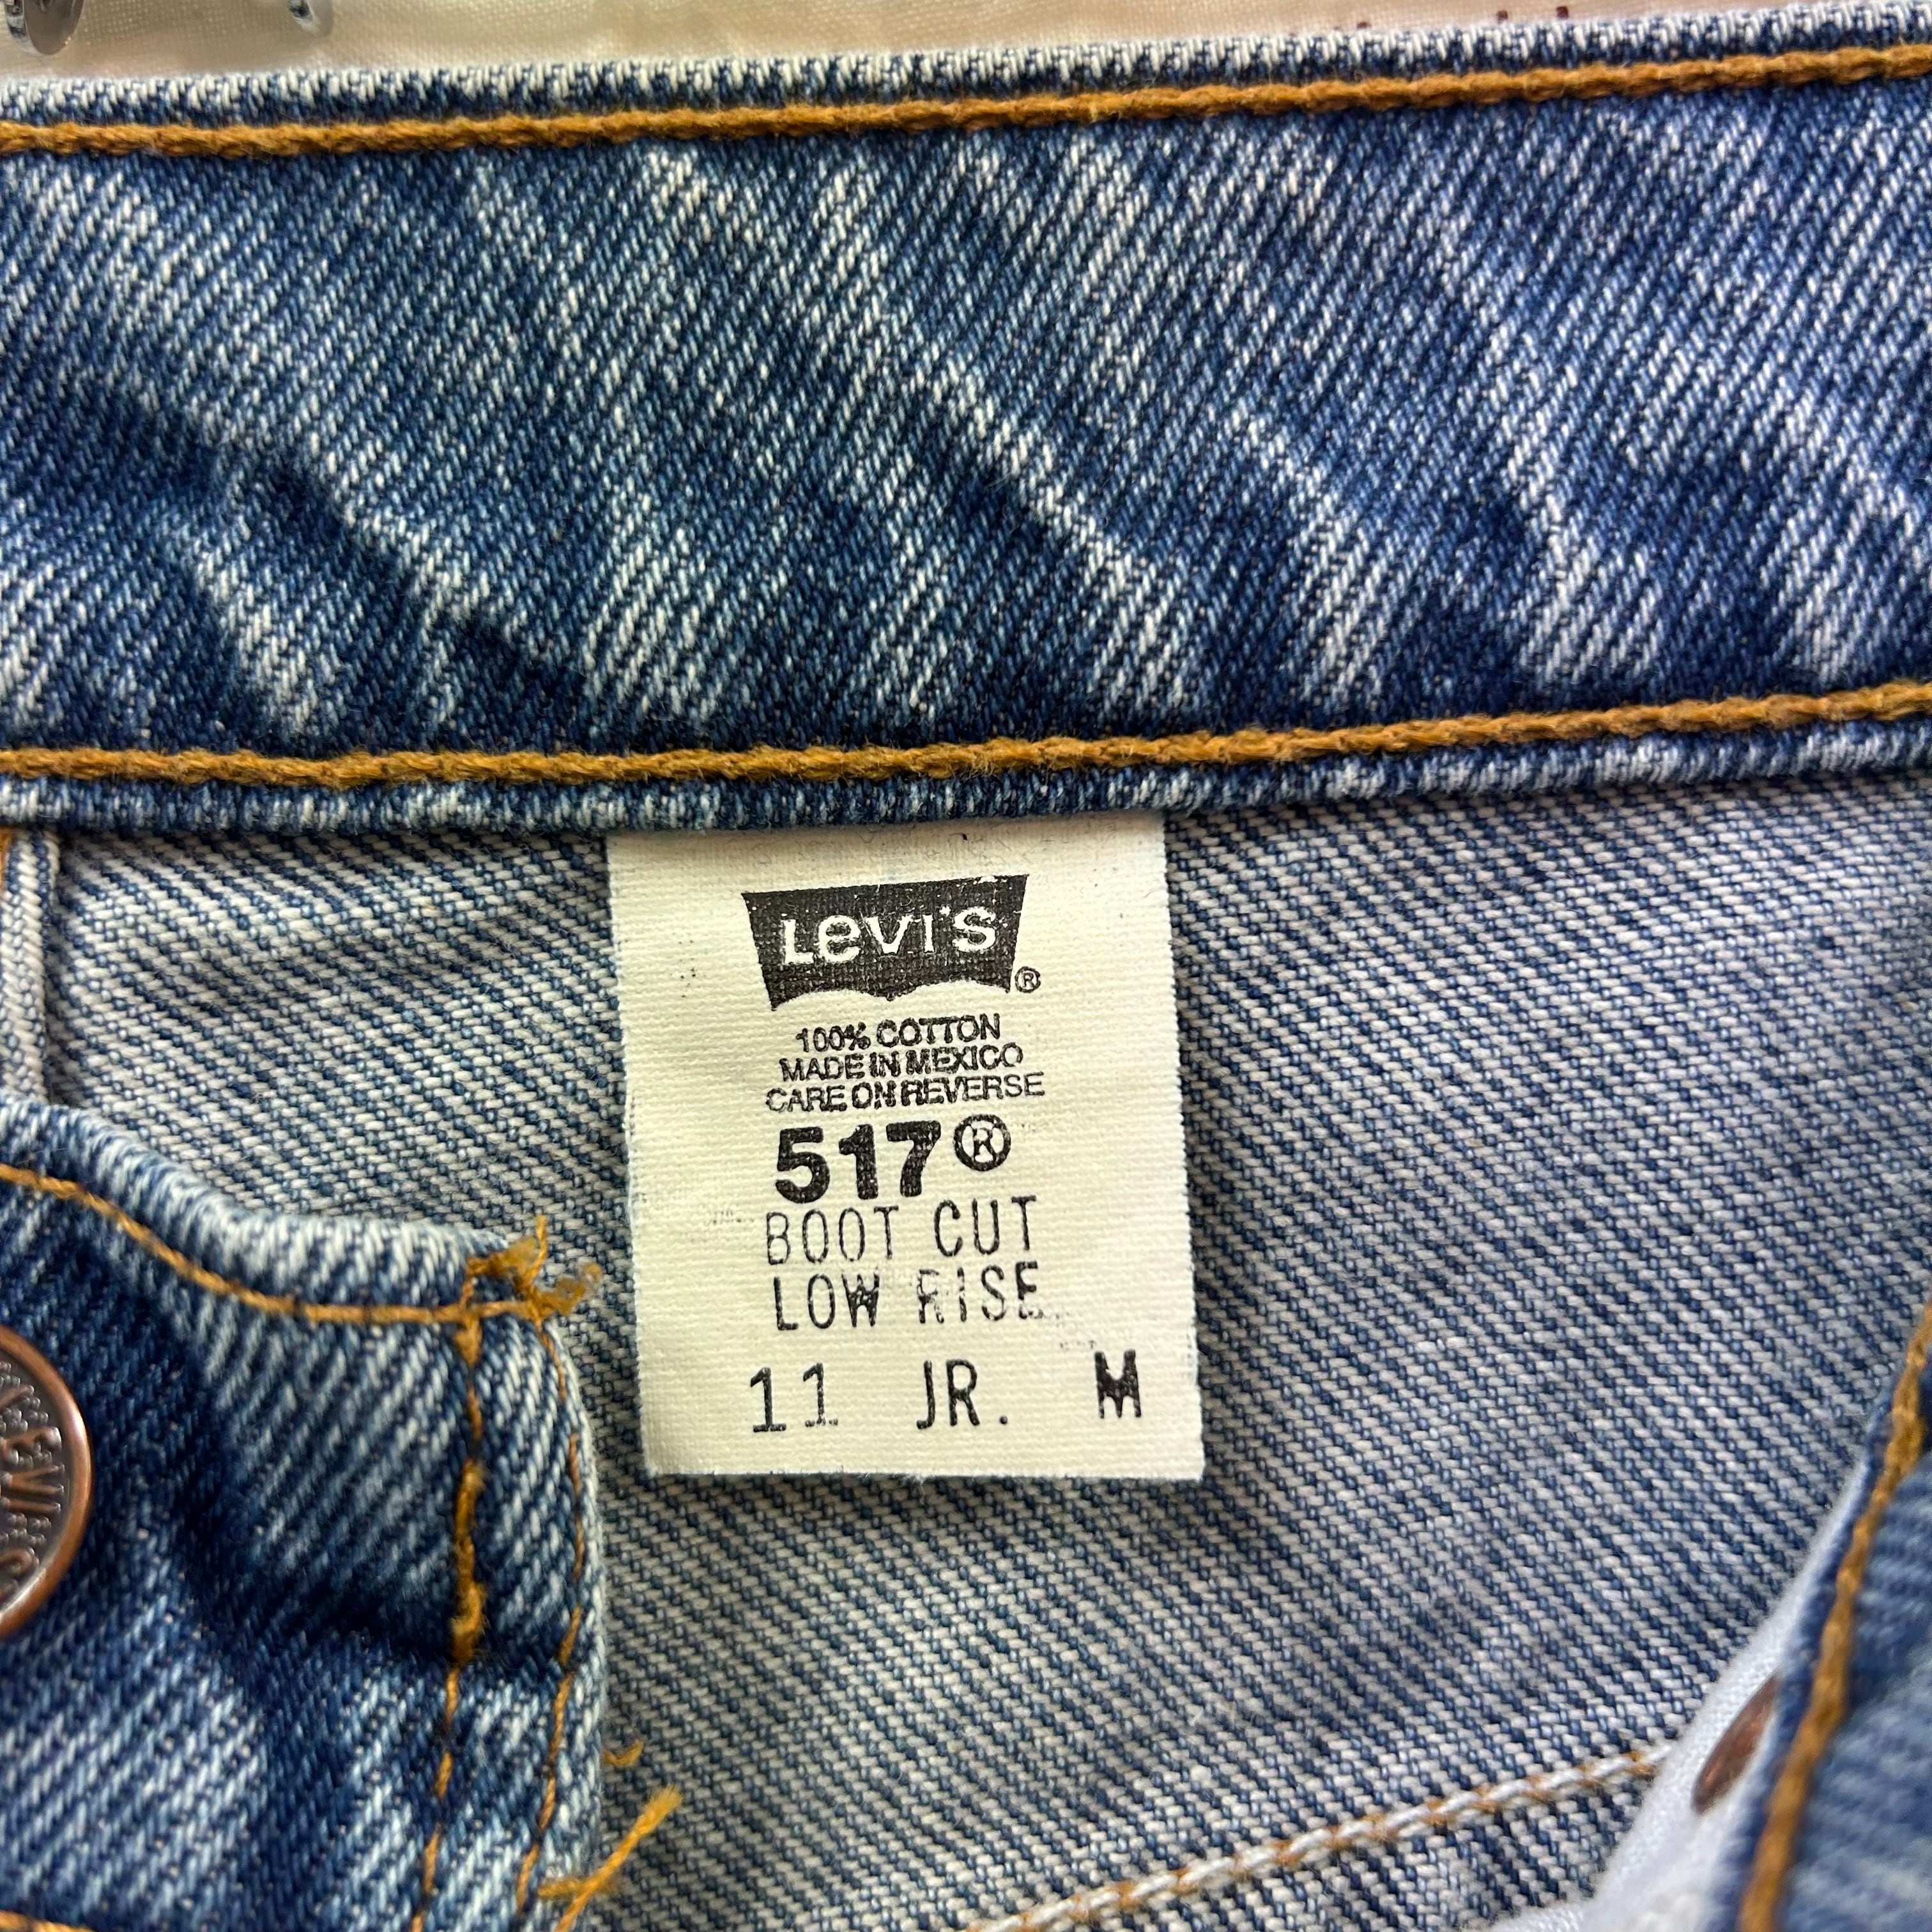 Levi's®
100% COTTON
MADE IN MEXICO
CARE ON REVERSE
517®
BOOT CUT
LOW RISE
11 JR. M